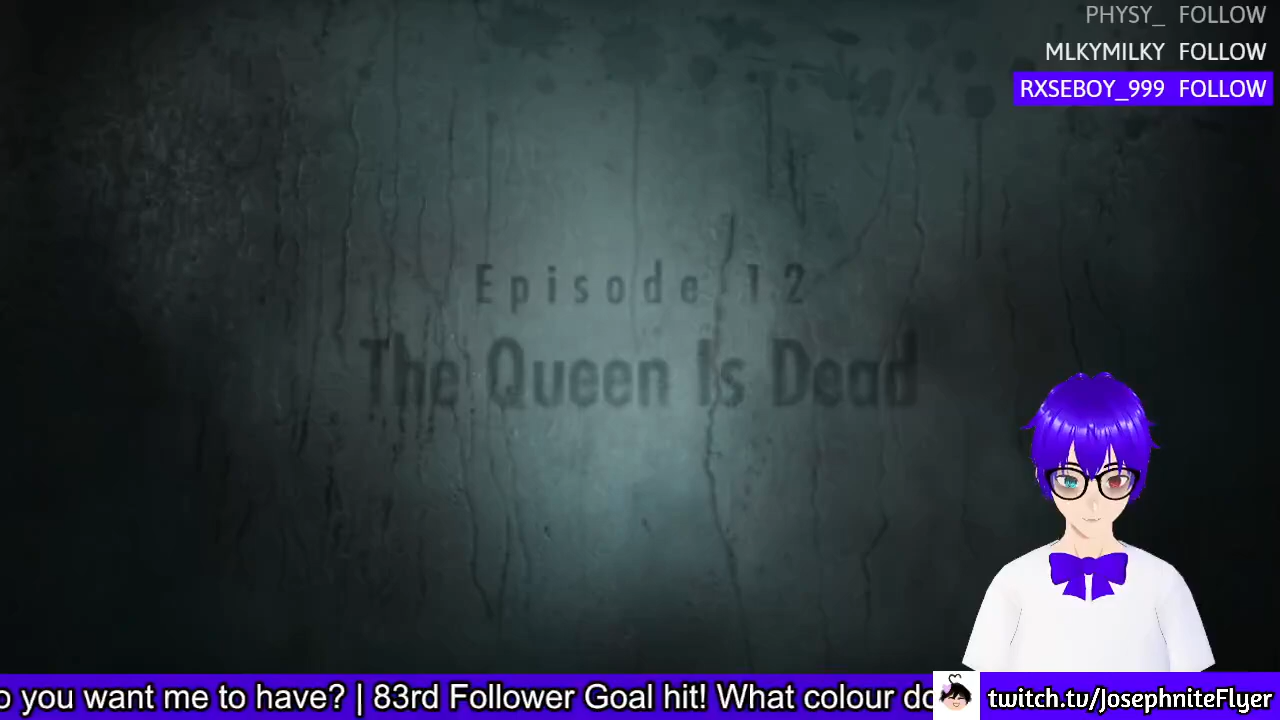 PHYSY_ FOLLOW
MLKYMILKY FOLLOW
RXSEBOY_999 FOLLOW
Episode 12
The Queen Is Dead
o you want me to have? | 83rd Follower Goal hit! What colour do
twitch.tv/JosephniteFlyer